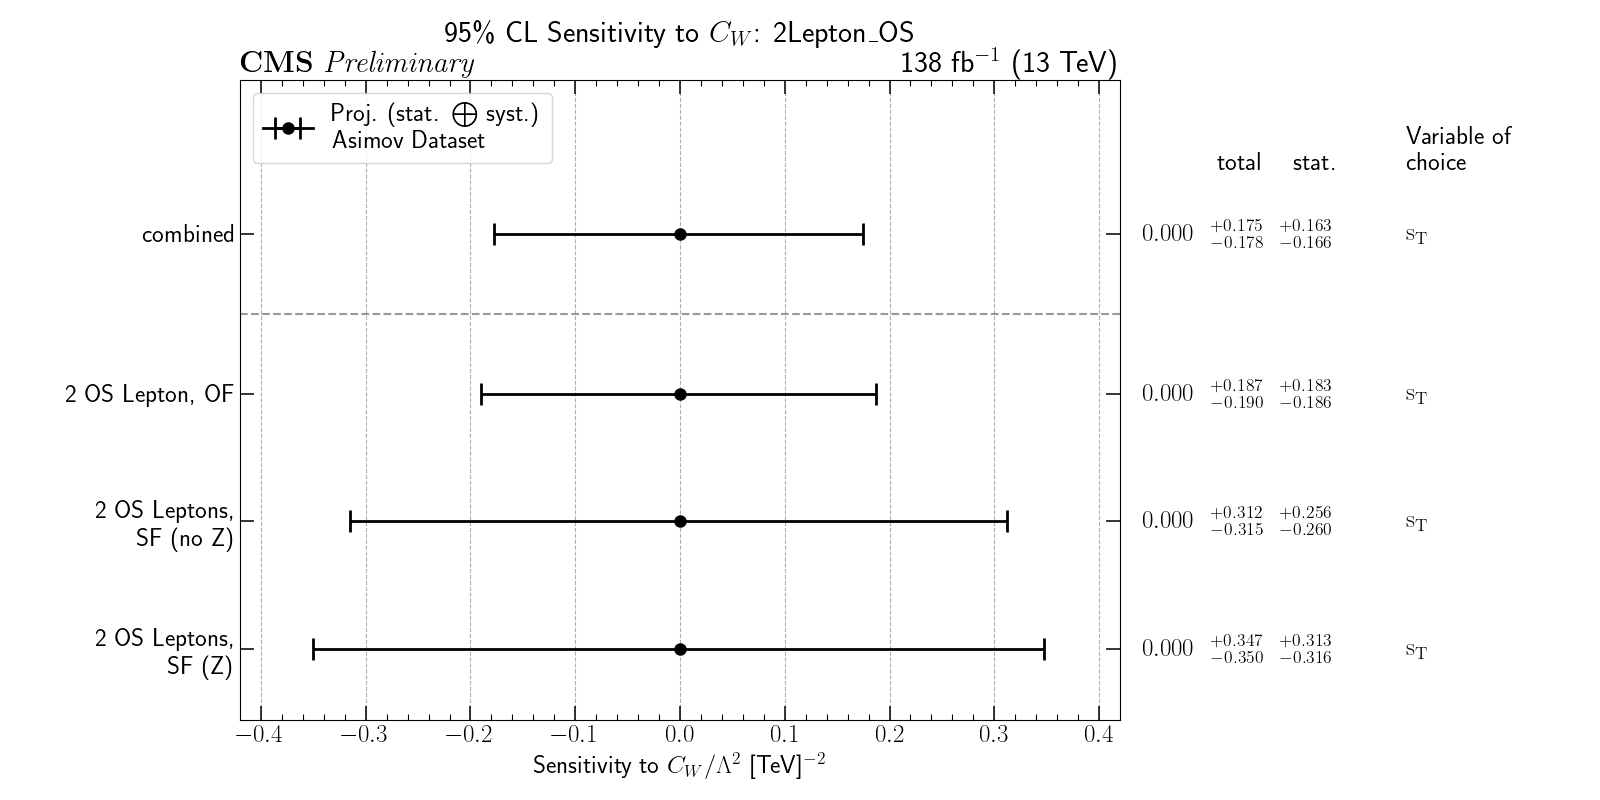 95% CL Sensitivity to C_W: 2Lepton_OS
CMS Preliminary 138 fb⁻¹ (13 TeV)
Proj. (stat. ⨁ syst.)
Asimov Dataset
Variable of
total stat. choice
combined 0.000 +0.175 −0.178 +0.163 −0.166 s_T
2 OS Lepton, OF 0.000 +0.187 −0.190 +0.183 −0.186 s_T
2 OS Leptons,
SF (no Z) 0.000 +0.312 −0.315 +0.256 −0.260 s_T
2 OS Leptons,
SF (Z) 0.000 +0.347 −0.350 +0.313 −0.316 s_T
−0.4 −0.3 −0.2 −0.1 0.0 0.1 0.2 0.3 0.4
Sensitivity to C_W/Λ² [TeV]⁻²